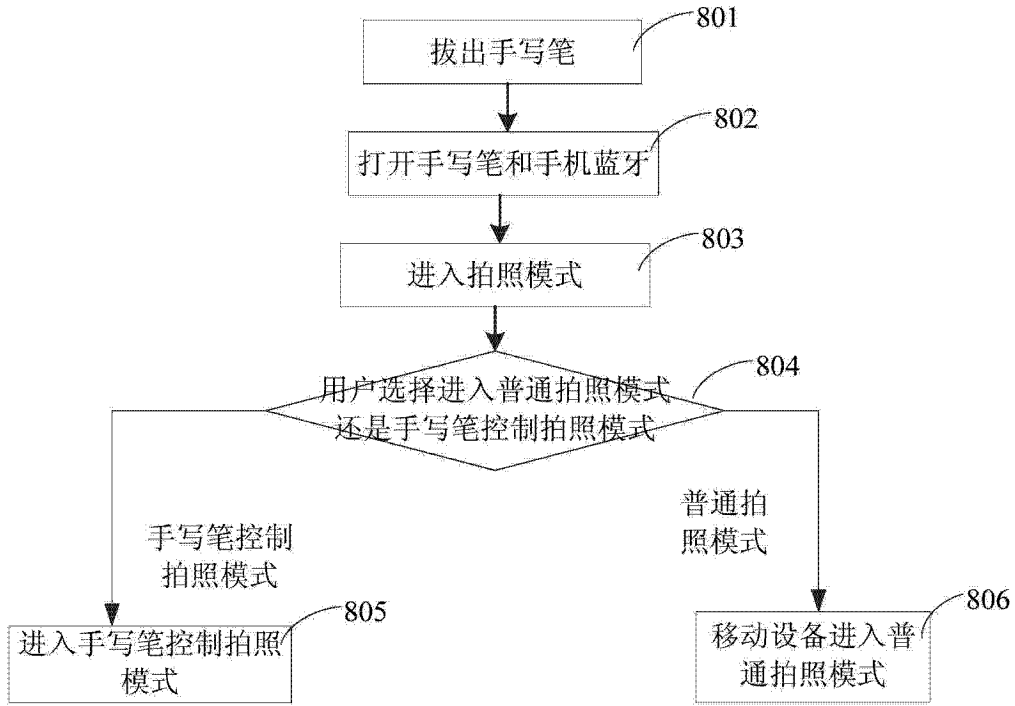 801
拔出手写笔
802
打开手写笔和手机蓝牙
803
进入拍照模式
804
用户选择进入普通拍照模式
还是手写笔控制拍照模式
手写笔控制
拍照模式
普通拍
照模式
805
进入手写笔控制拍照
模式
806
移动设备进入普
通拍照模式